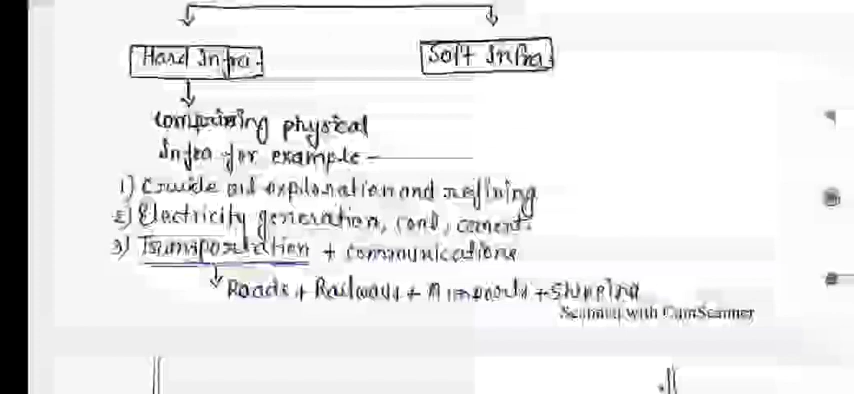 Hard Infra.
Soft Infra.
comprising physical
Infra for example -
1) Crude oil exploration and refining
2) Electricity generation, coal, cement.
3) Transportation + communications
Roads + Railways + Airports + Shipping
Scanned with CamScanner